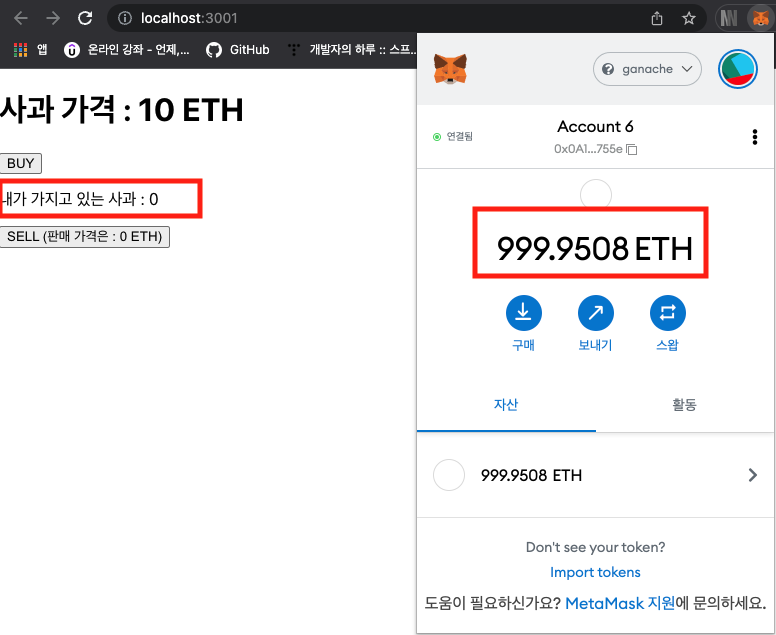 localhost:3001
앱
온라인 강좌 - 언제,...
GitHub
개발자의 하루 :: 스프...
사과 가격 : 10 ETH
BUY
내가 가지고 있는 사과 : 0
SELL (판매 가격은 : 0 ETH)
ganache
연결됨
Account 6
0x0A1...755e
999.9508 ETH
구매
보내기
스왑
자산
활동
999.9508 ETH
Don't see your token?
Import tokens
도움이 필요하신가요? MetaMask 지원에 문의하세요.